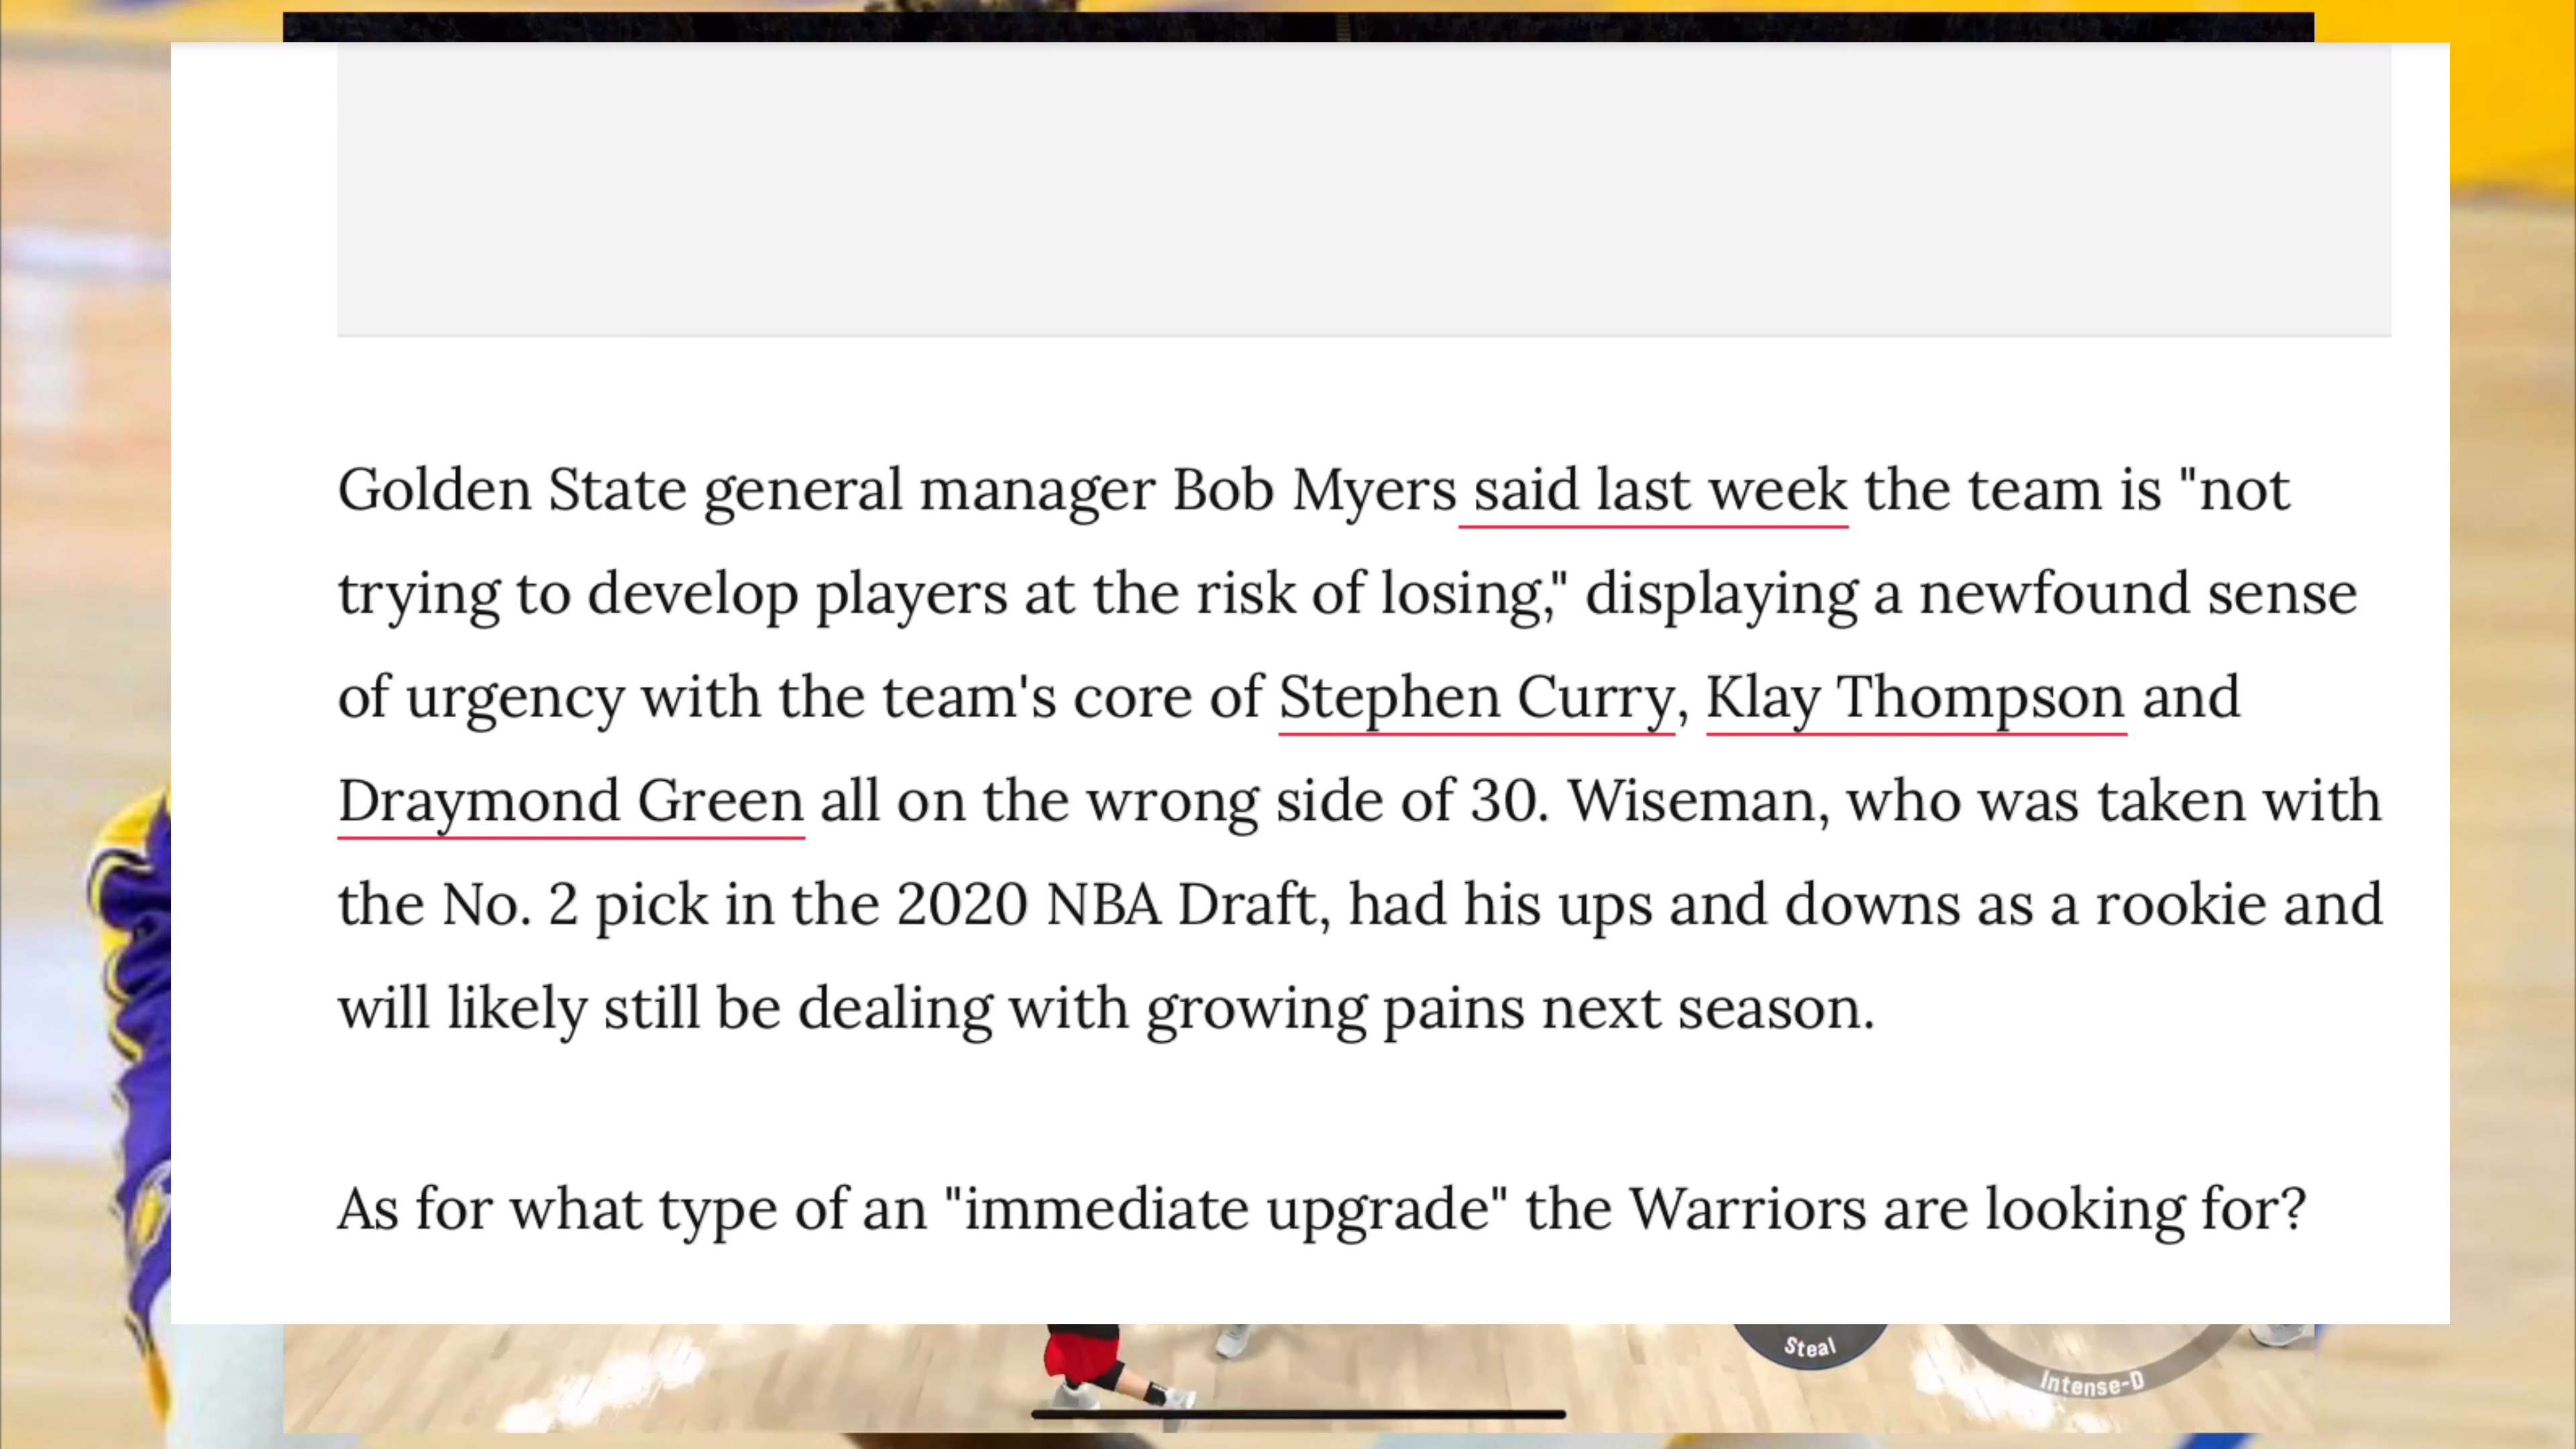 Golden State general manager Bob Myers said last week the team is "not
trying to develop players at the risk of losing," displaying a newfound sense
of urgency with the team's core of Stephen Curry, Klay Thompson and
Draymond Green all on the wrong side of 30. Wiseman, who was taken with
the No. 2 pick in the 2020 NBA Draft, had his ups and downs as a rookie and
will likely still be dealing with growing pains next season.
As for what type of an "immediate upgrade" the Warriors are looking for?
Steal
Intense-D